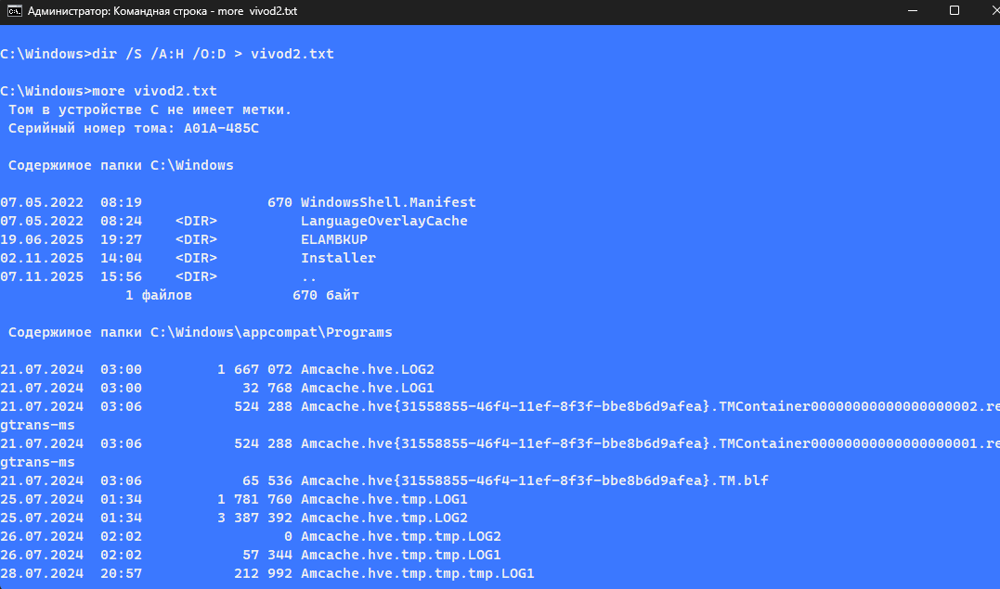 Администратор: Командная строка - more  vivod2.txt
C:\Windows>dir /S /A:H /O:D > vivod2.txt
C:\Windows>more vivod2.txt
Том в устройстве C не имеет метки.
Серийный номер тома: A01A-485C
Содержимое папки C:\Windows
07.05.2022  08:19               670 WindowsShell.Manifest
07.05.2022  08:24    <DIR>          LanguageOverlayCache
19.06.2025  19:27    <DIR>          ELAMBKUP
02.11.2025  14:04    <DIR>          Installer
07.11.2025  15:56    <DIR>          ..
1 файлов            670 байт
Содержимое папки C:\Windows\appcompat\Programs
21.07.2024  03:00         1 667 072 Amcache.hve.LOG2
21.07.2024  03:00            32 768 Amcache.hve.LOG1
21.07.2024  03:06           524 288 Amcache.hve{31558855-46f4-11ef-8f3f-bbe8b6d9afea}.TMContainer00000000000000000002.re
gtrans-ms
21.07.2024  03:06           524 288 Amcache.hve{31558855-46f4-11ef-8f3f-bbe8b6d9afea}.TMContainer00000000000000000001.re
gtrans-ms
21.07.2024  03:06            65 536 Amcache.hve{31558855-46f4-11ef-8f3f-bbe8b6d9afea}.TM.blf
25.07.2024  01:34         1 781 760 Amcache.hve.tmp.LOG1
25.07.2024  01:34         3 387 392 Amcache.hve.tmp.LOG2
26.07.2024  02:02                 0 Amcache.hve.tmp.tmp.LOG2
26.07.2024  02:02            57 344 Amcache.hve.tmp.tmp.LOG1
28.07.2024  20:57           212 992 Amcache.hve.tmp.tmp.tmp.LOG1